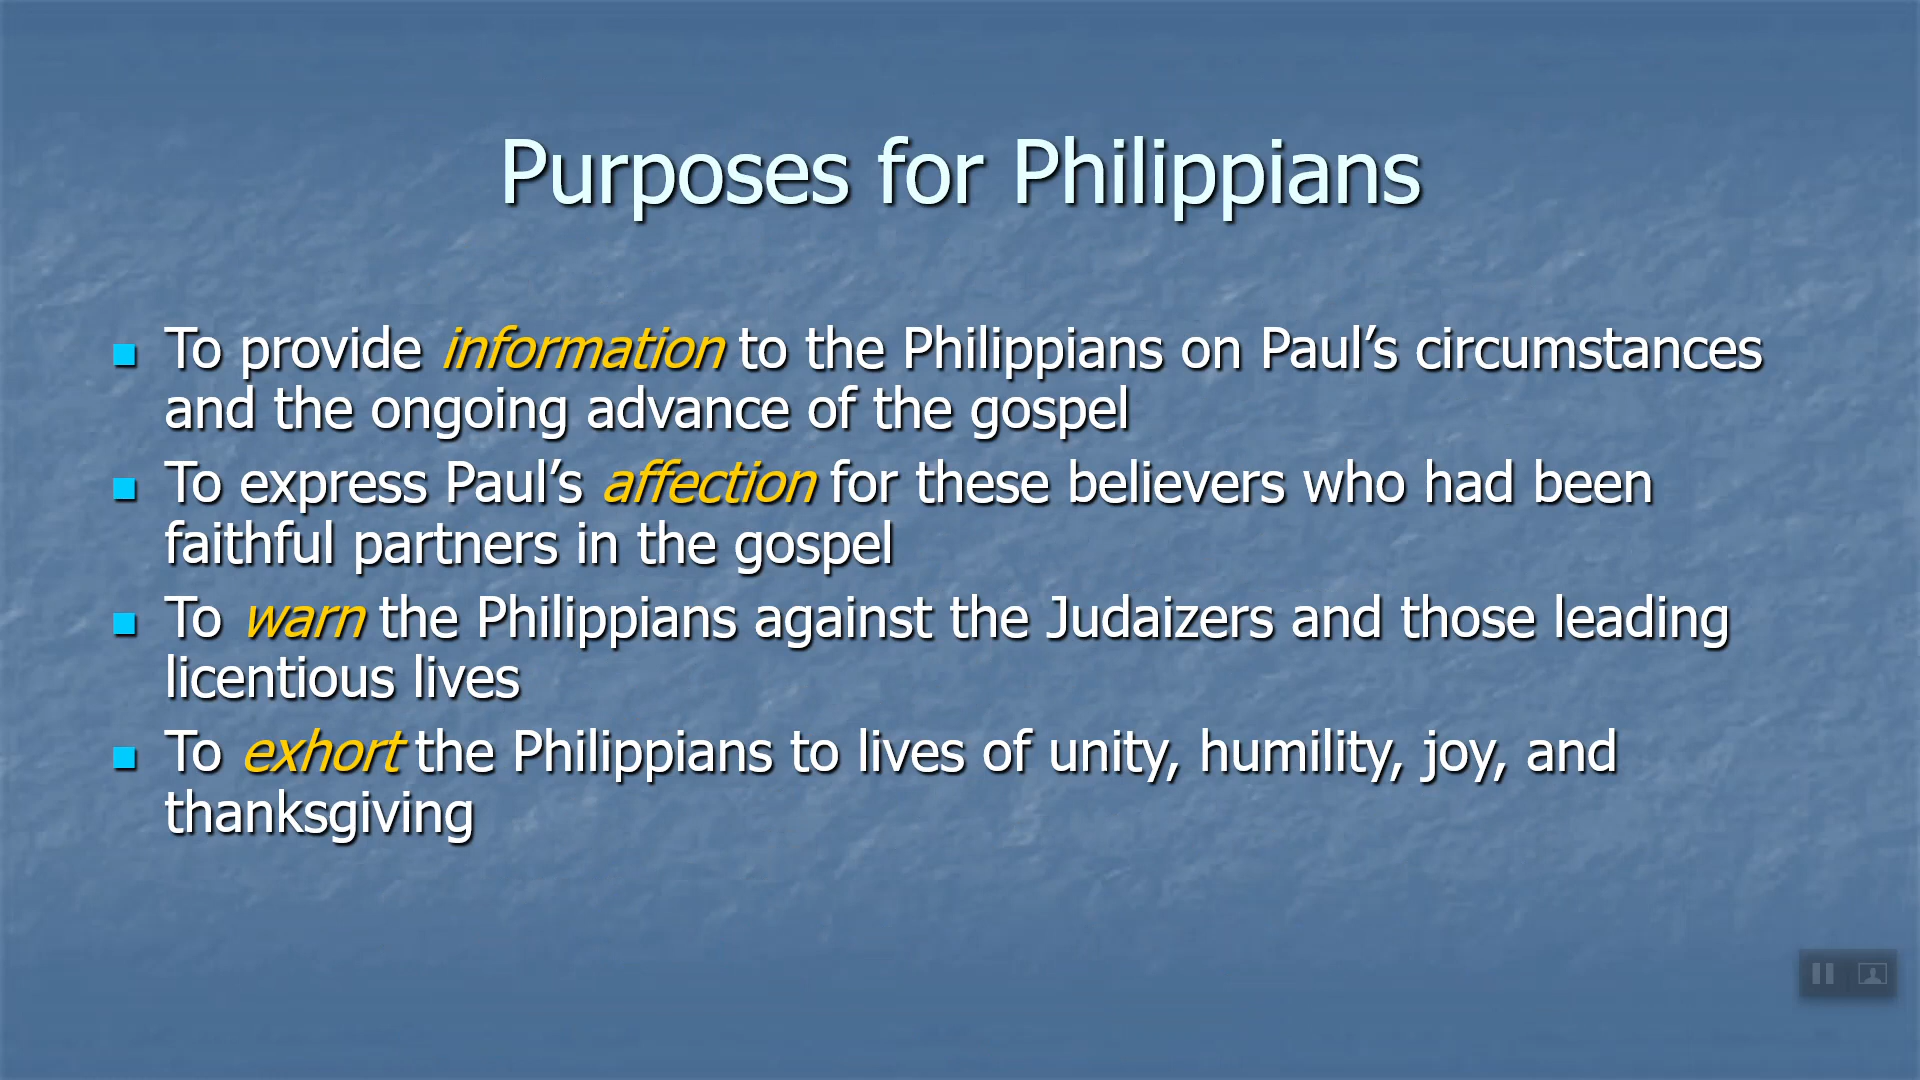 Purposes for Philippians
To provide information to the Philippians on Paul’s circumstances
and the ongoing advance of the gospel
To express Paul’s affection for these believers who had been
faithful partners in the gospel
To warn the Philippians against the Judaizers and those leading
licentious lives
To exhort the Philippians to lives of unity, humility, joy, and
thanksgiving